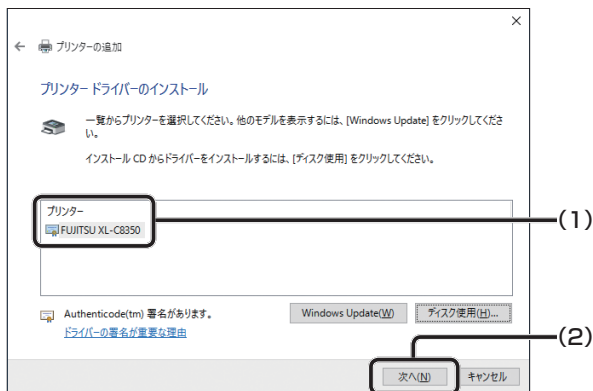 プリンターの追加
プリンター ドライバーのインストール
一覧からプリンターを選択してください。他のモデルを表示するには、[Windows Update] をクリックしてくださ
い。
インストール CD からドライバーをインストールするには、[ディスク使用] をクリックしてください。
プリンター
FUJITSU XL-C8350
(1)
Authenticode(tm) 署名があります。
Windows Update(W)
ディスク使用(H)...
ドライバーの署名が重要な理由
(2)
次へ(N)
キャンセル